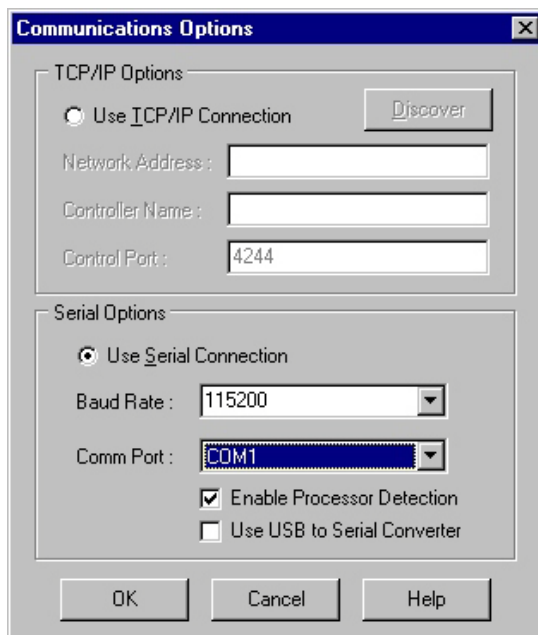 Communications Options
TCP/IP Options
Use TCP/IP Connection
Discover
Network Address :
Controller Name :
Control Port : 4244
Serial Options
Use Serial Connection
Baud Rate : 115200
Comm Port : COM1
Enable Processor Detection
Use USB to Serial Converter
OK Cancel Help